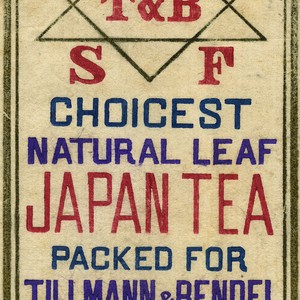 T&B
S F
CHOICEST
NATURAL LEAF
JAPAN TEA
PACKED FOR
TILLMANN & BENDEL